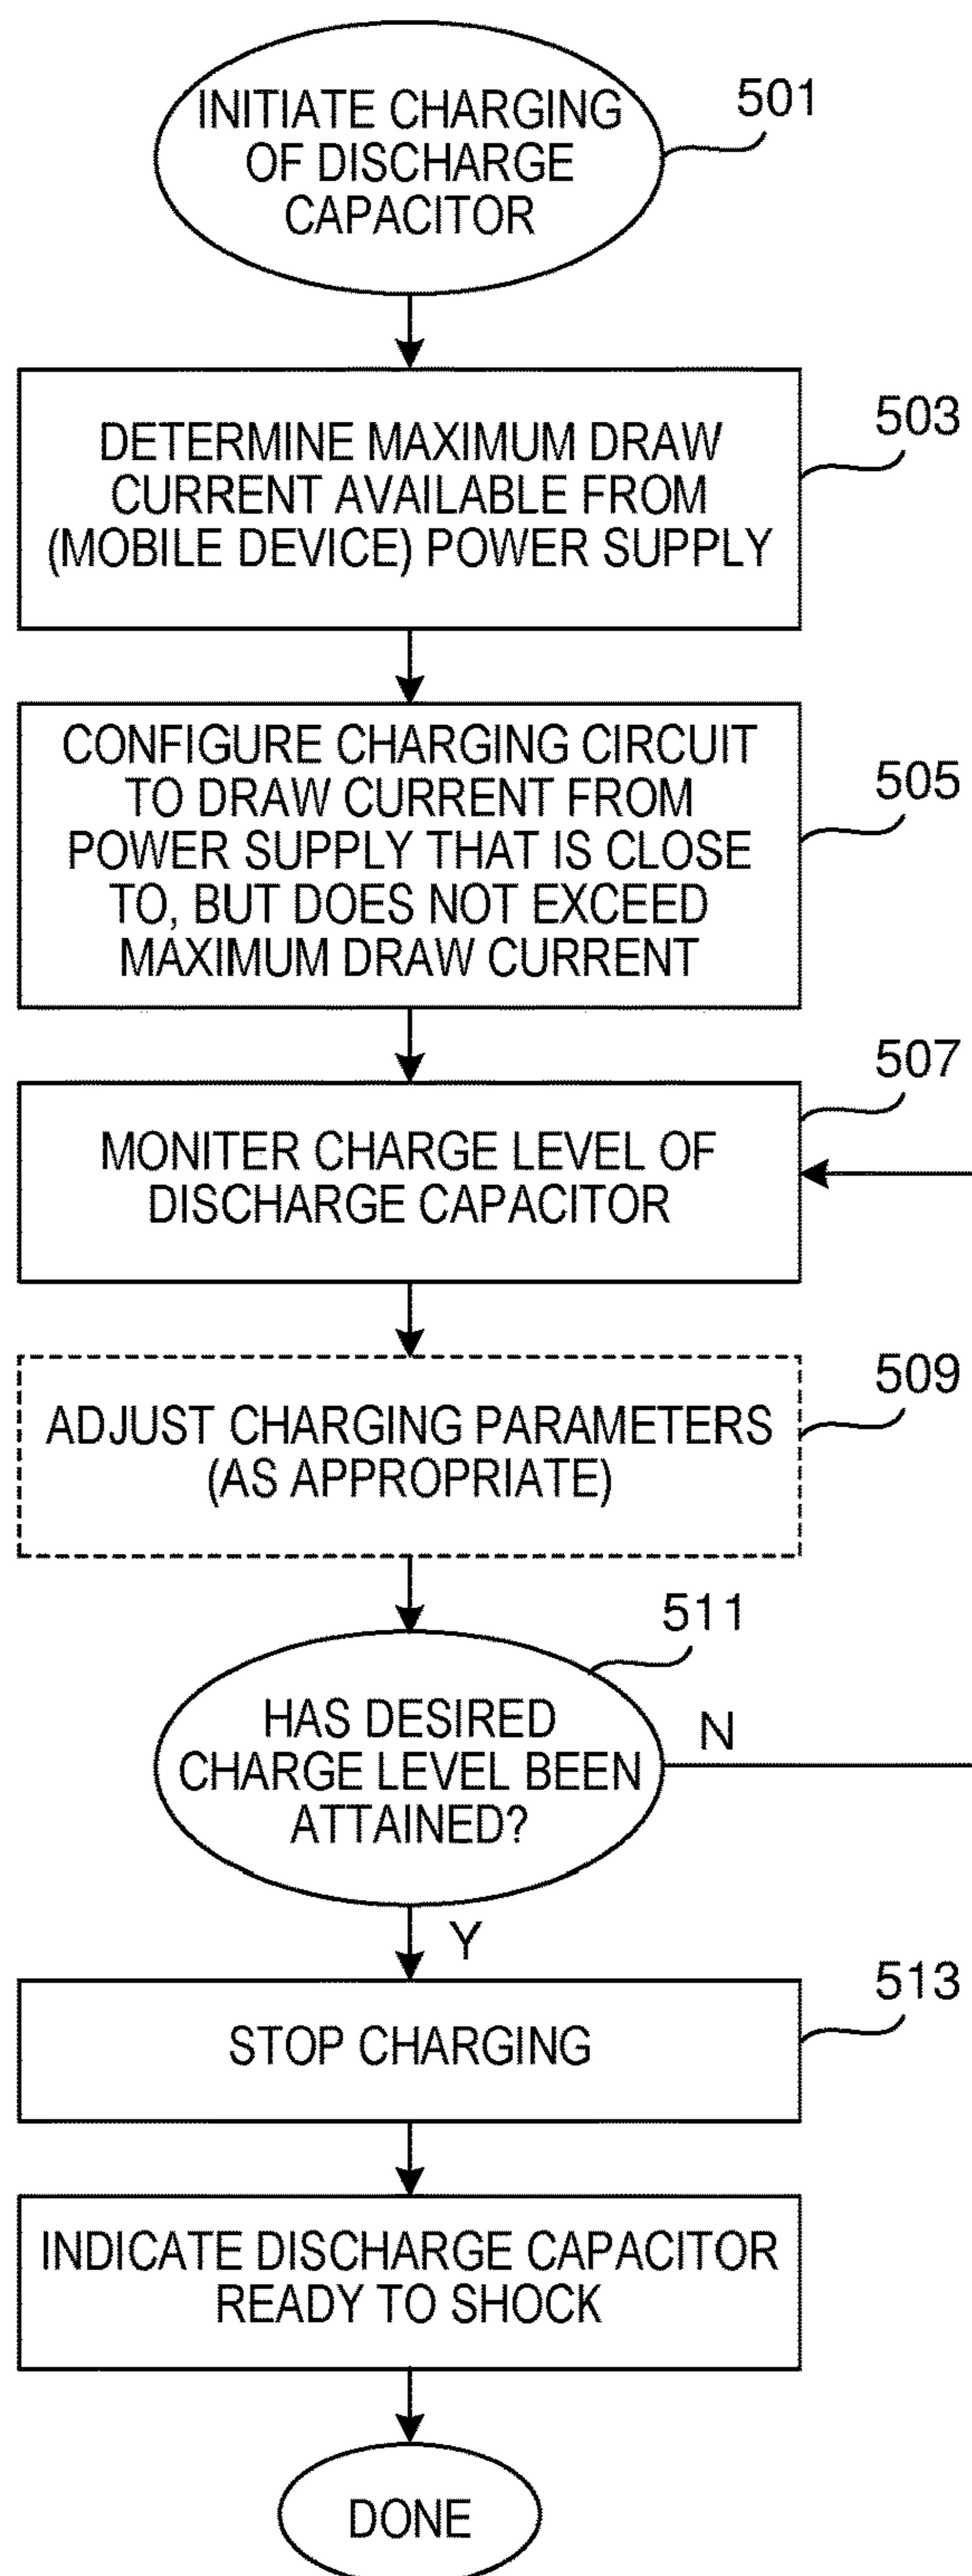 INITIATE CHARGING
OF DISCHARGE
CAPACITOR
501
DETERMINE MAXIMUM DRAW
CURRENT AVAILABLE FROM
(MOBILE DEVICE) POWER SUPPLY
503
CONFIGURE CHARGING CIRCUIT
TO DRAW CURRENT FROM
POWER SUPPLY THAT IS CLOSE
TO, BUT DOES NOT EXCEED
MAXIMUM DRAW CURRENT
505
MONITER CHARGE LEVEL OF
DISCHARGE CAPACITOR
507
ADJUST CHARGING PARAMETERS
(AS APPROPRIATE)
509
HAS DESIRED
CHARGE LEVEL BEEN
ATTAINED?
511
N
Y
STOP CHARGING
513
INDICATE DISCHARGE CAPACITOR
READY TO SHOCK
DONE